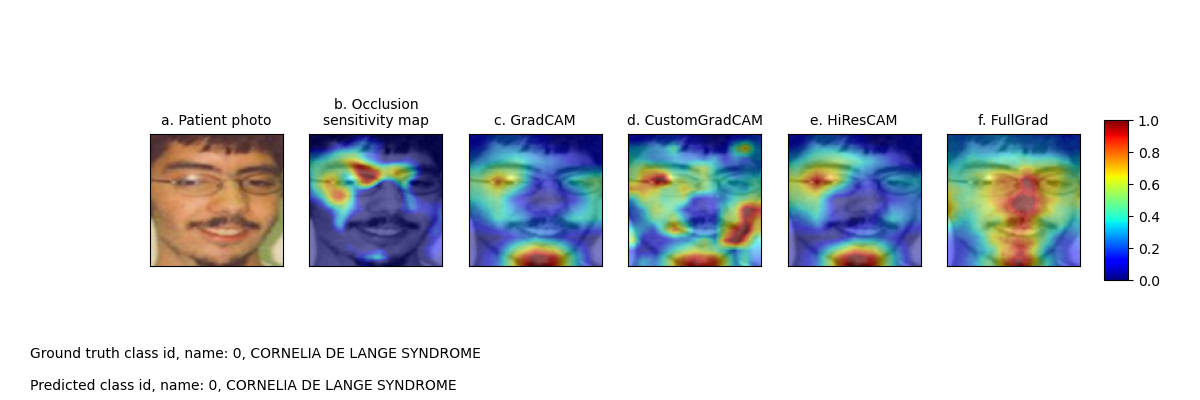 b. Occlusion
a. Patient photo sensitivity map c. GradCAM d. CustomGradCAM e. HiResCAM f. FullGrad
1.0
0.8
0.6
0.4
0.2
0.0
Ground truth class id, name: 0, CORNELIA DE LANGE SYNDROME
Predicted class id, name: 0, CORNELIA DE LANGE SYNDROME